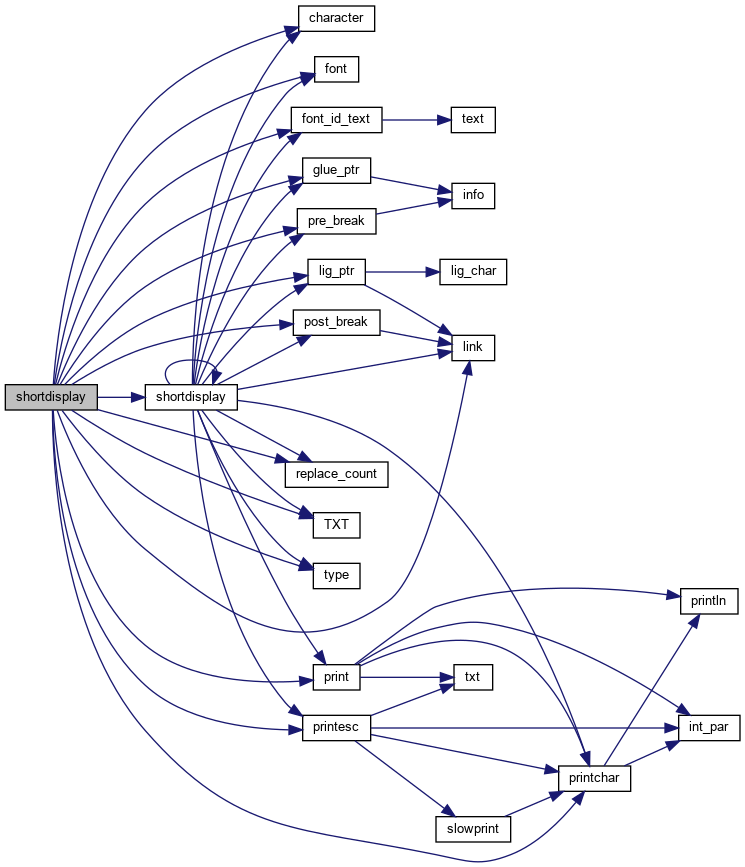 character
font
font_id_text
text
glue_ptr
info
pre_break
lig_ptr
lig_char
post_break
link
shortdisplay
shortdisplay
replace_count
TXT
type
println
print
txt
printesc
int_par
printchar
slowprint